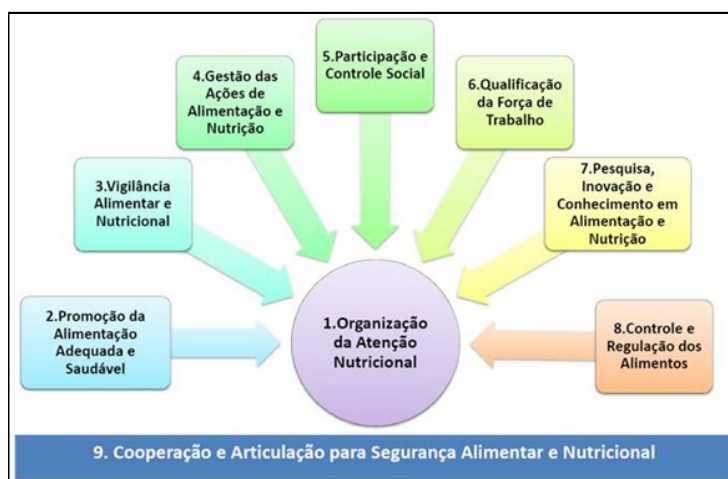 5.Participação e
Controle Social
4.Gestão das
Ações de
Alimentação e
Nutrição
6.Qualificação
da Força de
Trabalho
3.Vigilância
Alimentar e
Nutricional
7.Pesquisa,
Inovação e
Conhecimento em
Alimentação e
Nutrição
2.Promoção da
Alimentação
Adequada e
Saudável
1.Organização
da Atenção
Nutricional
8.Controle e
Regulação dos
Alimentos
9. Cooperação e Articulação para Segurança Alimentar e Nutricional